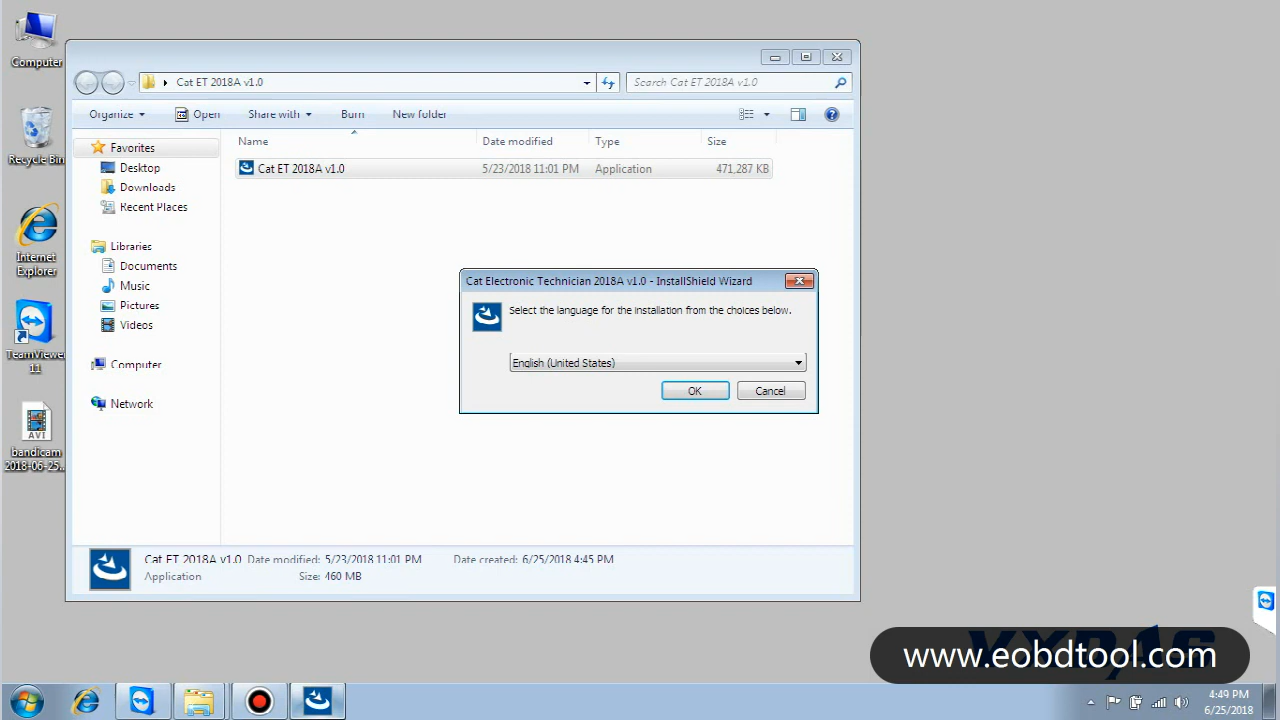 Computer
Recycle Bin
Internet
Explorer
TeamViewer
11
AVI
bandicam
2018-06-25...
Cat ET 2018A v1.0
Search Cat ET 2018A v1.0
Organize
Open
Share with
Burn
New folder
Favorites
Desktop
Downloads
Recent Places
Libraries
Documents
Music
Pictures
Videos
Computer
Network
Name
Date modified
Type
Size
Cat ET 2018A v1.0
5/23/2018 11:01 PM
Application
471,287 KB
Cat Electronic Technician 2018A v1.0 - InstallShield Wizard
Select the language for the installation from the choices below.
English (United States)
OK
Cancel
Cat ET 2018A v1.0 Date modified: 5/23/2018 11:01 PM Date created: 6/25/2018 4:45 PM
Application Size: 460 MB
www.eobdtool.com
4:49 PM
6/25/2018